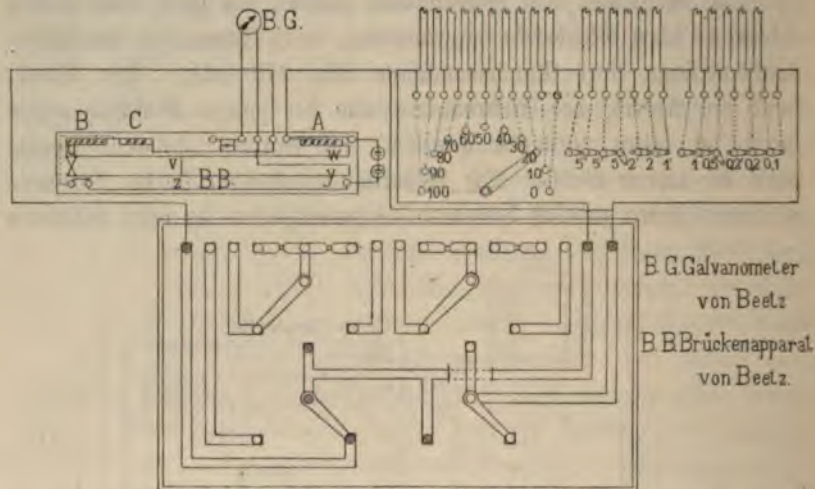 B.G.
B C A
X V W
Z B.B. y
100 90 80 70 60 50 40 30 20 10 0
5 5 5 2 2 1
1 0,5 0,2 0,2 0,1
B.G.Galvanometer
von Beetz
B.B.Brückenapparat
von Beetz.